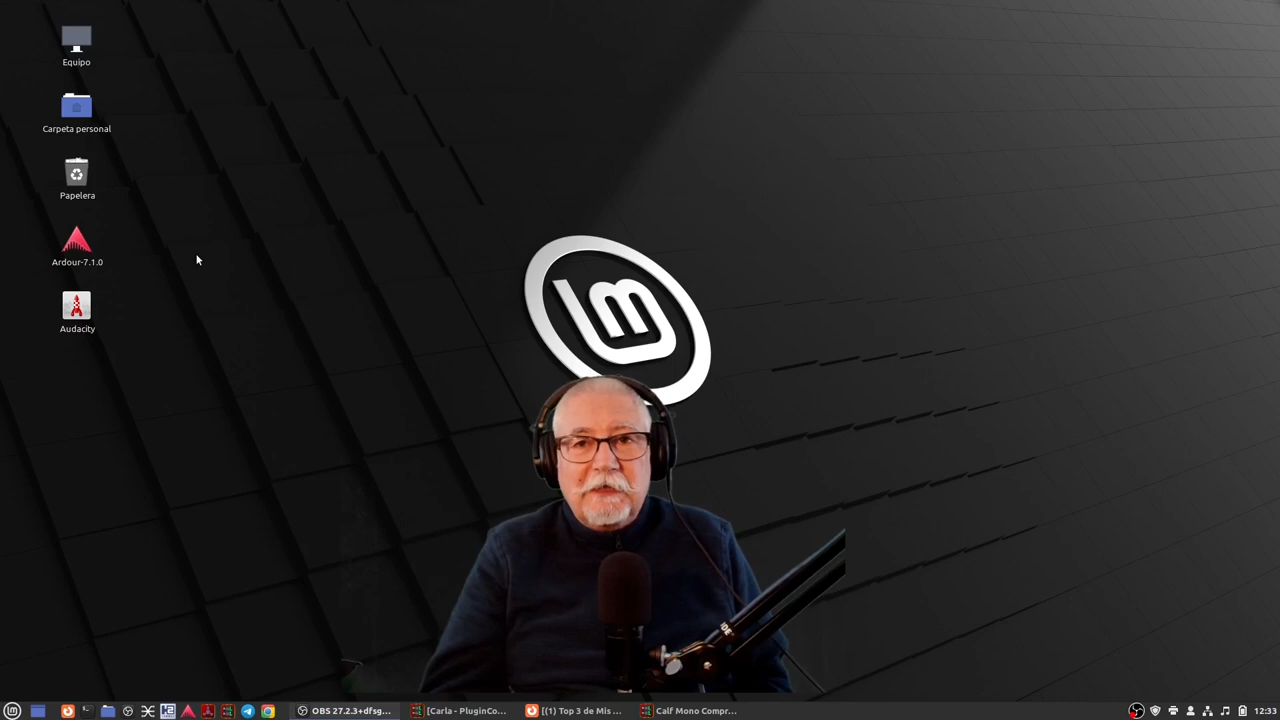 Equipo
Carpeta personal
Papelera
Ardour-7.1.0
Audacity
OBS 27.2.3+dfsg...
[Carla - PluginCo...
[(1) Top 3 de Mis ...
Calf Mono Compr...
12:33